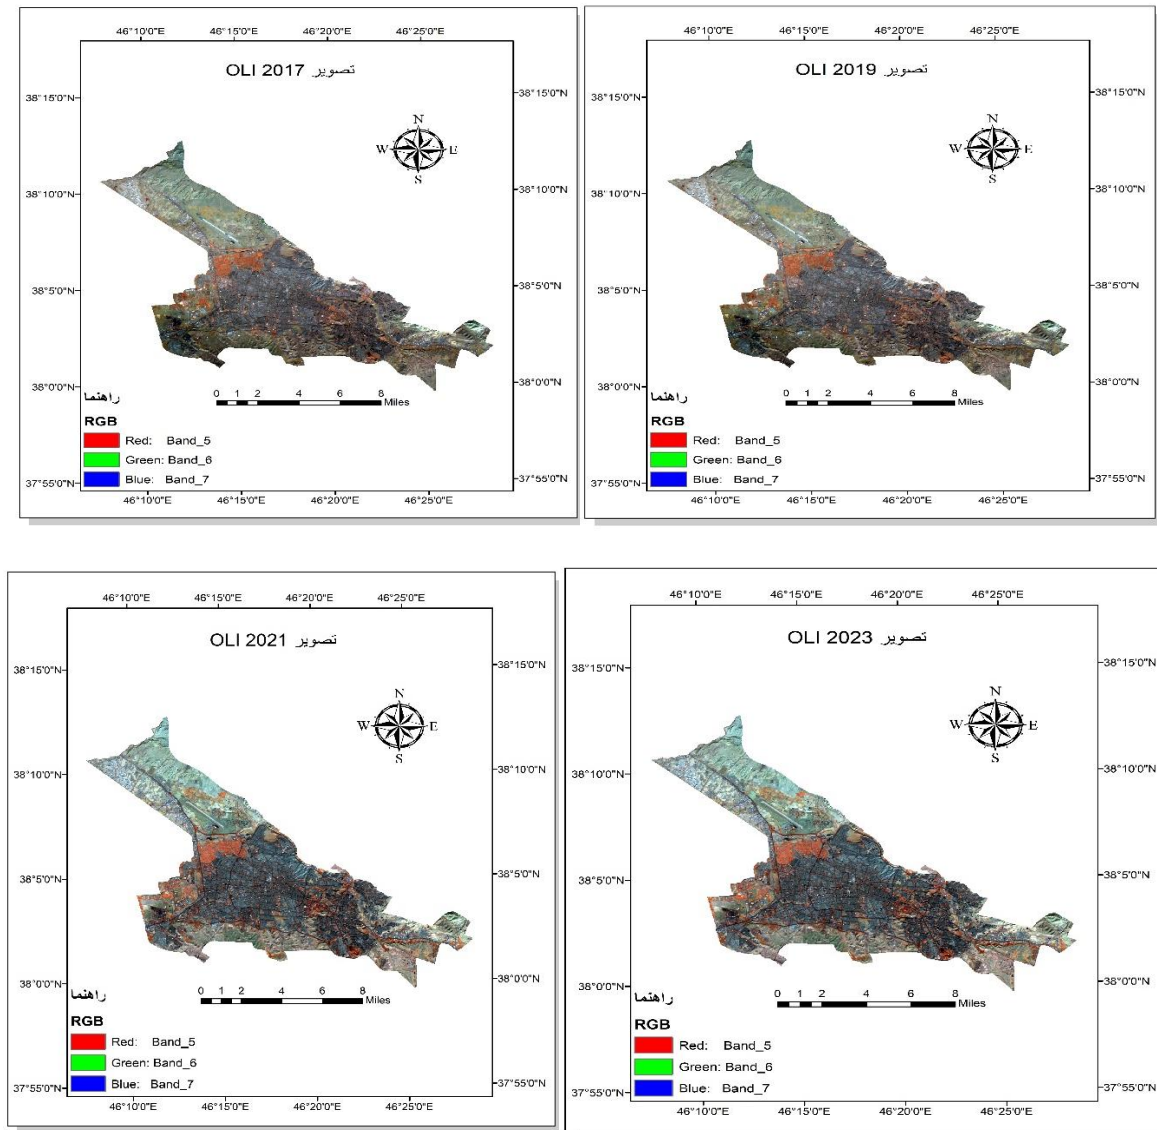 46°10'0"E 46°15'0"E 46°20'0"E 46°25'0"E
تصویر OLI 2017
38°15'0"N 38°15'0"N
N
W E
S
38°10'0"N 38°10'0"N
38°5'0"N 38°5'0"N
38°0'0"N 38°0'0"N
0 1 2 4 6 8
Miles
راهنما
RGB
Red: Band_5
Green: Band_6
Blue: Band_7
37°55'0"N 37°55'0"N
46°10'0"E 46°15'0"E 46°20'0"E 46°25'0"E
46°10'0"E 46°15'0"E 46°20'0"E 46°25'0"E
تصویر OLI 2019
38°15'0"N 38°15'0"N
N
W E
S
38°10'0"N 38°10'0"N
38°5'0"N 38°5'0"N
38°0'0"N 38°0'0"N
0 1 2 4 6 8
Miles
راهنما
RGB
Red: Band_5
Green: Band_6
Blue: Band_7
37°55'0"N 37°55'0"N
46°10'0"E 46°15'0"E 46°20'0"E 46°25'0"E
46°10'0"E 46°15'0"E 46°20'0"E 46°25'0"E
تصویر OLI 2021
38°15'0"N 38°15'0"N
N
W E
S
38°10'0"N 38°10'0"N
38°5'0"N 38°5'0"N
38°0'0"N 38°0'0"N
0 1 2 4 6 8
Miles
راهنما
RGB
Red: Band_5
Green: Band_6
Blue: Band_7
37°55'0"N 37°55'0"N
46°10'0"E 46°15'0"E 46°20'0"E 46°25'0"E
46°10'0"E 46°15'0"E 46°20'0"E 46°25'0"E
تصویر OLI 2023
38°15'0"N 38°15'0"N
N
W E
S
38°10'0"N 38°10'0"N
38°5'0"N 38°5'0"N
38°0'0"N 38°0'0"N
0 1 2 4 6 8
Miles
راهنما
RGB
Red: Band_5
Green: Band_6
Blue: Band_7
37°55'0"N 37°55'0"N
46°10'0"E 46°15'0"E 46°20'0"E 46°25'0"E